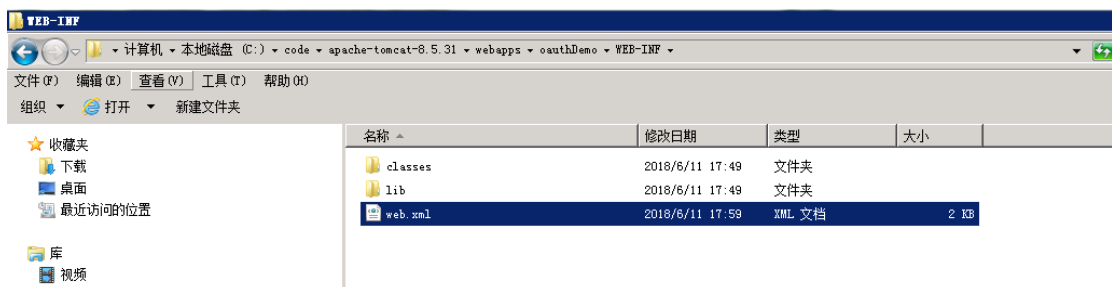 WEB-INF
计算机 本地磁盘 (C:) code apache-tomcat-8.5.31 webapps oauthDemo WEB-INF
文件(F) 编辑(E) 查看(V) 工具(T) 帮助(H)
组织 打开 新建文件夹
收藏夹
下载
桌面
最近访问的位置
库
视频
名称 修改日期 类型 大小
classes 2018/6/11 17:49 文件夹
lib 2018/6/11 17:49 文件夹
web.xml 2018/6/11 17:59 XML 文档 2 KB